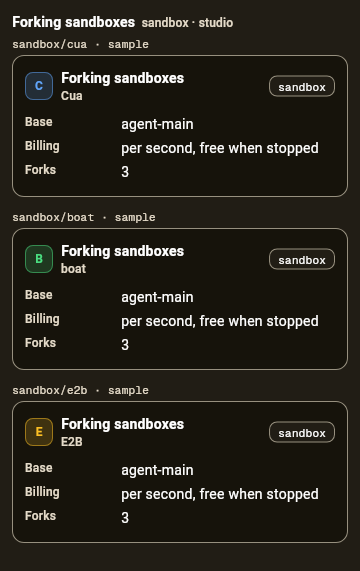 Forking sandboxes sandbox · studio
sandbox/cua · sample
C
Forking sandboxes
Cua
sandbox
Base agent-main
Billing per second, free when stopped
Forks 3
sandbox/boat · sample
B
Forking sandboxes
boat
sandbox
Base agent-main
Billing per second, free when stopped
Forks 3
sandbox/e2b · sample
E
Forking sandboxes
E2B
sandbox
Base agent-main
Billing per second, free when stopped
Forks 3